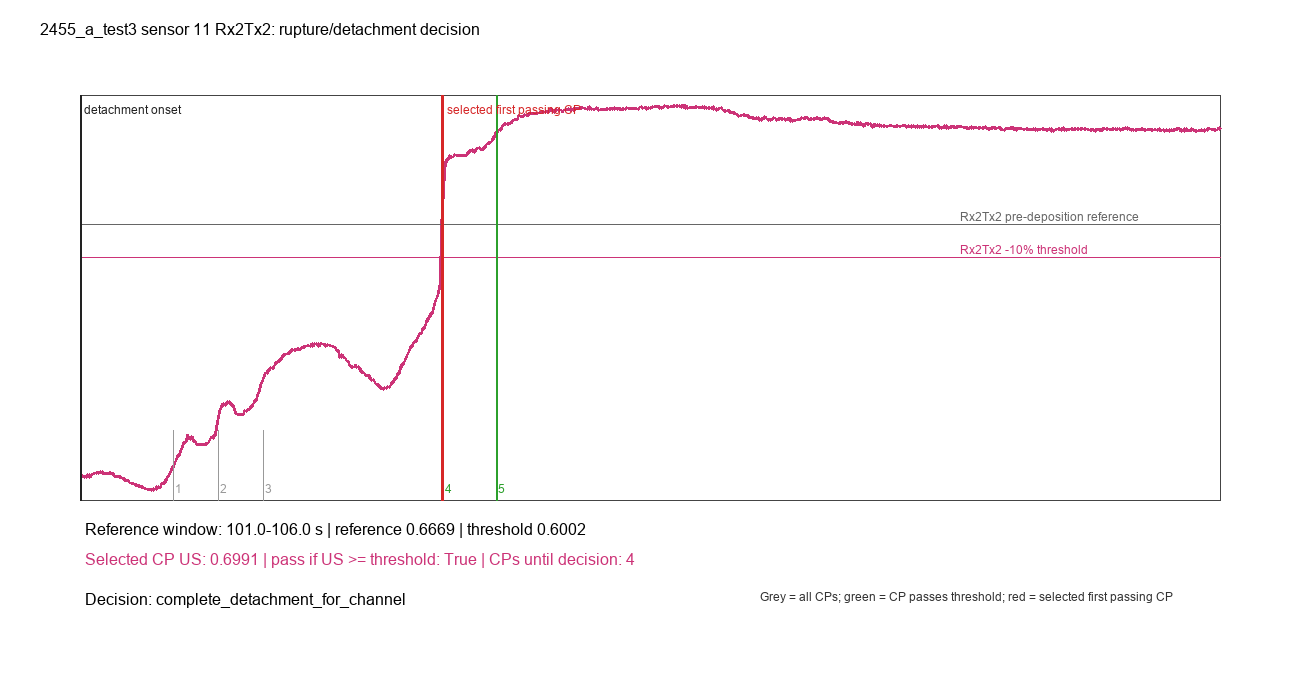 2455_a_test3 sensor 11 Rx2Tx2: rupture/detachment decision
detachment onset
selected first passing CP
Rx2Tx2 pre-deposition reference
Rx2Tx2 -10% threshold
1
2
3
4
5
Reference window: 101.0-106.0 s | reference 0.6669 | threshold 0.6002
Selected CP US: 0.6991 | pass if US >= threshold: True | CPs until decision: 4
Decision: complete_detachment_for_channel
Grey = all CPs; green = CP passes threshold; red = selected first passing CP